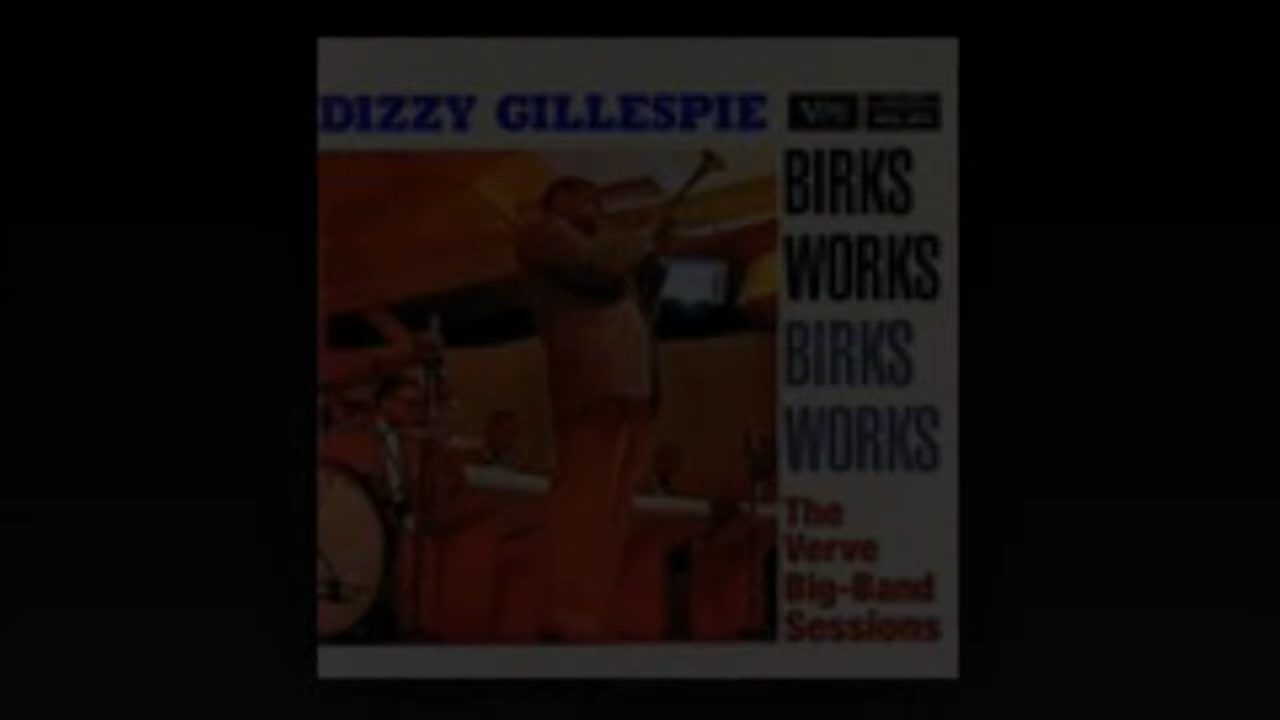 DIZZY GILLESPIE
BIRKS
WORKS
BIRKS
WORKS
The
Verve
Big-Band
Sessions